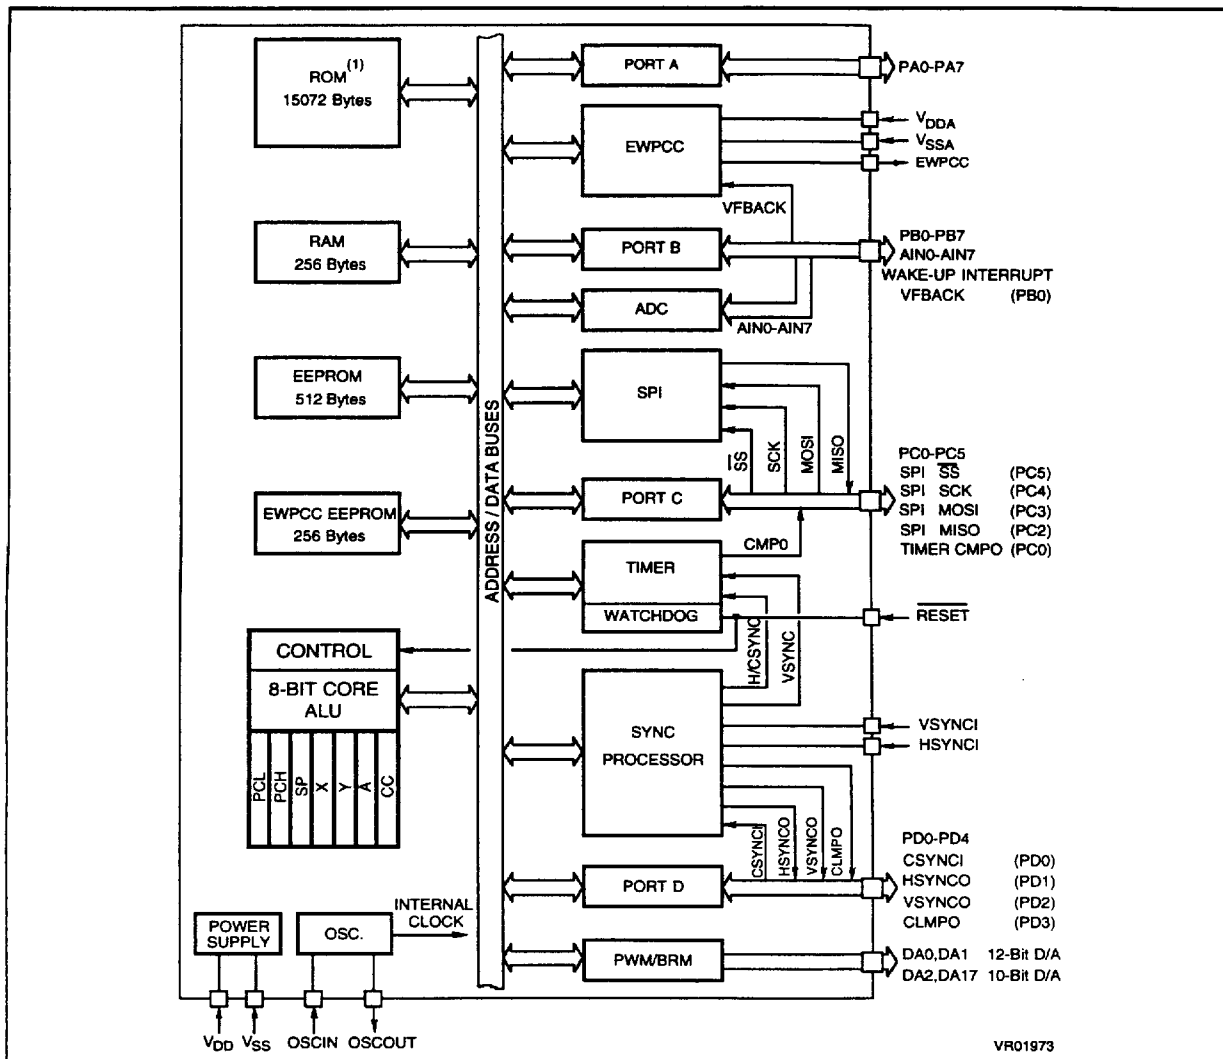 ROM(1)
15072 Bytes
RAM
256 Bytes
EEPROM
512 Bytes
EWPCC EEPROM
256 Bytes
CONTROL
8-BIT CORE
ALU
PCL
PCH
SP
X
Y
A
CC
POWER
SUPPLY
OSC.
INTERNAL
CLOCK
VDD
VSS
OSCIN
OSCOUT
ADDRESS / DATA BUSES
PORT A
PA0-PA7
EWPCC
VDDA
VSSA
EWPCC
VFBACK
PORT B
PB0-PB7
AIN0-AIN7
WAKE-UP INTERRUPT
VFBACK (PB0)
ADC
AIN0-AIN7
SPI
SS
SCK
MOSI
MISO
PORT C
PC0-PC5
SPI SS (PC5)
SPI SCK (PC4)
SPI MOSI (PC3)
SPI MISO (PC2)
TIMER CMPO (PC0)
CMP0
TIMER
WATCHDOG
RESET
H/CSYNC
VSYNC
SYNC
PROCESSOR
VSYNCI
HSYNCI
CSYNCI
HSYNCO
VSYNCO
CLMPO
PORT D
PD0-PD4
CSYNCI (PD0)
HSYNCO (PD1)
VSYNCO (PD2)
CLMPO (PD3)
PWM/BRM
DA0,DA1 12-Bit D/A
DA2,DA17 10-Bit D/A
VR01973